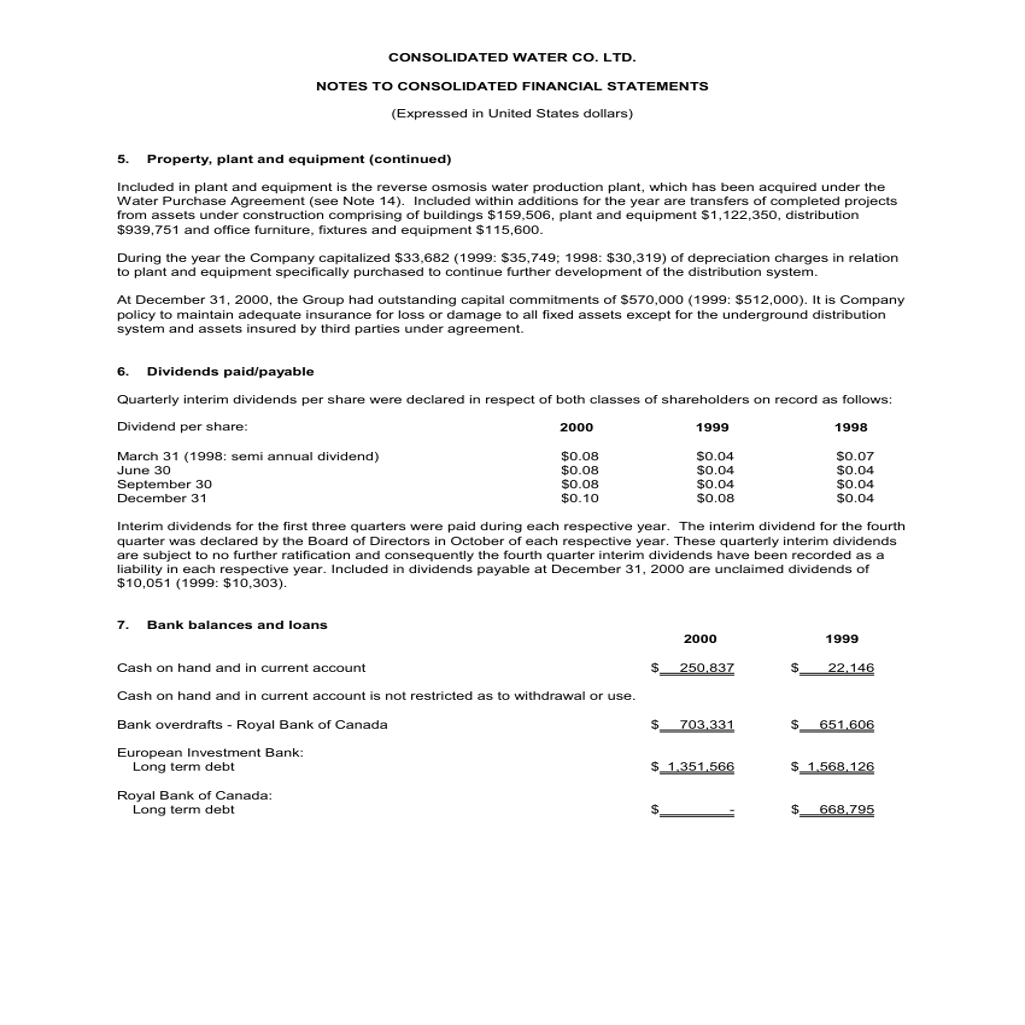 CONSOLIDATED WATER CO. LTD.
NOTES TO CONSOLIDATED FINANCIAL STATEMENTS
(Expressed in United States dollars)
5. Property, plant and equipment (continued)
Included in plant and equipment is the reverse osmosis water production plant, which has been acquired under the
Water Purchase Agreement (see Note 14). Included within additions for the year are transfers of completed projects
from assets under construction comprising of buildings $159,506, plant and equipment $1,122,350, distribution
$939,751 and office furniture, fixtures and equipment $115,600.
During the year the Company capitalized $33,682 (1999: $35,749; 1998: $30,319) of depreciation charges in relation
to plant and equipment specifically purchased to continue further development of the distribution system.
At December 31, 2000, the Group had outstanding capital commitments of $570,000 (1999: $512,000). It is Company
policy to maintain adequate insurance for loss or damage to all fixed assets except for the underground distribution
system and assets insured by third parties under agreement.
6. Dividends paid/payable
Quarterly interim dividends per share were declared in respect of both classes of shareholders on record as follows:
Dividend per share: 2000 1999 1998
March 31 (1998: semi annual dividend) $0.08 $0.04 $0.07
June 30 $0.08 $0.04 $0.04
September 30 $0.08 $0.04 $0.04
December 31 $0.10 $0.08 $0.04
Interim dividends for the first three quarters were paid during each respective year. The interim dividend for the fourth
quarter was declared by the Board of Directors in October of each respective year. These quarterly interim dividends
are subject to no further ratification and consequently the fourth quarter interim dividends have been recorded as a
liability in each respective year. Included in dividends payable at December 31, 2000 are unclaimed dividends of
$10,051 (1999: $10,303).
7. Bank balances and loans
2000 1999
Cash on hand and in current account $ 250,837 $ 22,146
Cash on hand and in current account is not restricted as to withdrawal or use.
Bank overdrafts - Royal Bank of Canada $ 703,331 $ 651,606
European Investment Bank:
Long term debt $ 1,351,566 $ 1,568,126
Royal Bank of Canada:
Long term debt $ - $ 668,795